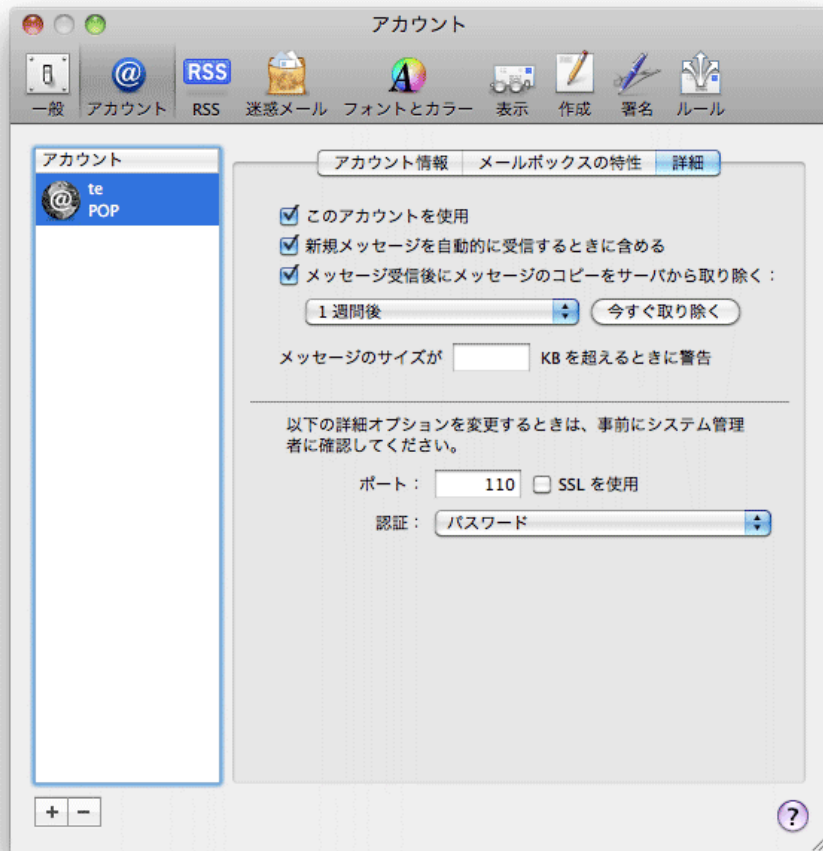 アカウント
一般 アカウント RSS 迷惑メール フォントとカラー 表示 作成 署名 ルール
RSS
アカウント
te
POP
アカウント情報 メールボックスの特性 詳細
このアカウントを使用
新規メッセージを自動的に受信するときに含める
メッセージ受信後にメッセージのコピーをサーバから取り除く：
1 週間後 今すぐ取り除く
メッセージのサイズが KB を超えるときに警告
以下の詳細オプションを変更するときは、事前にシステム管理
者に確認してください。
ポート： 110 SSL を使用
認証： パスワード